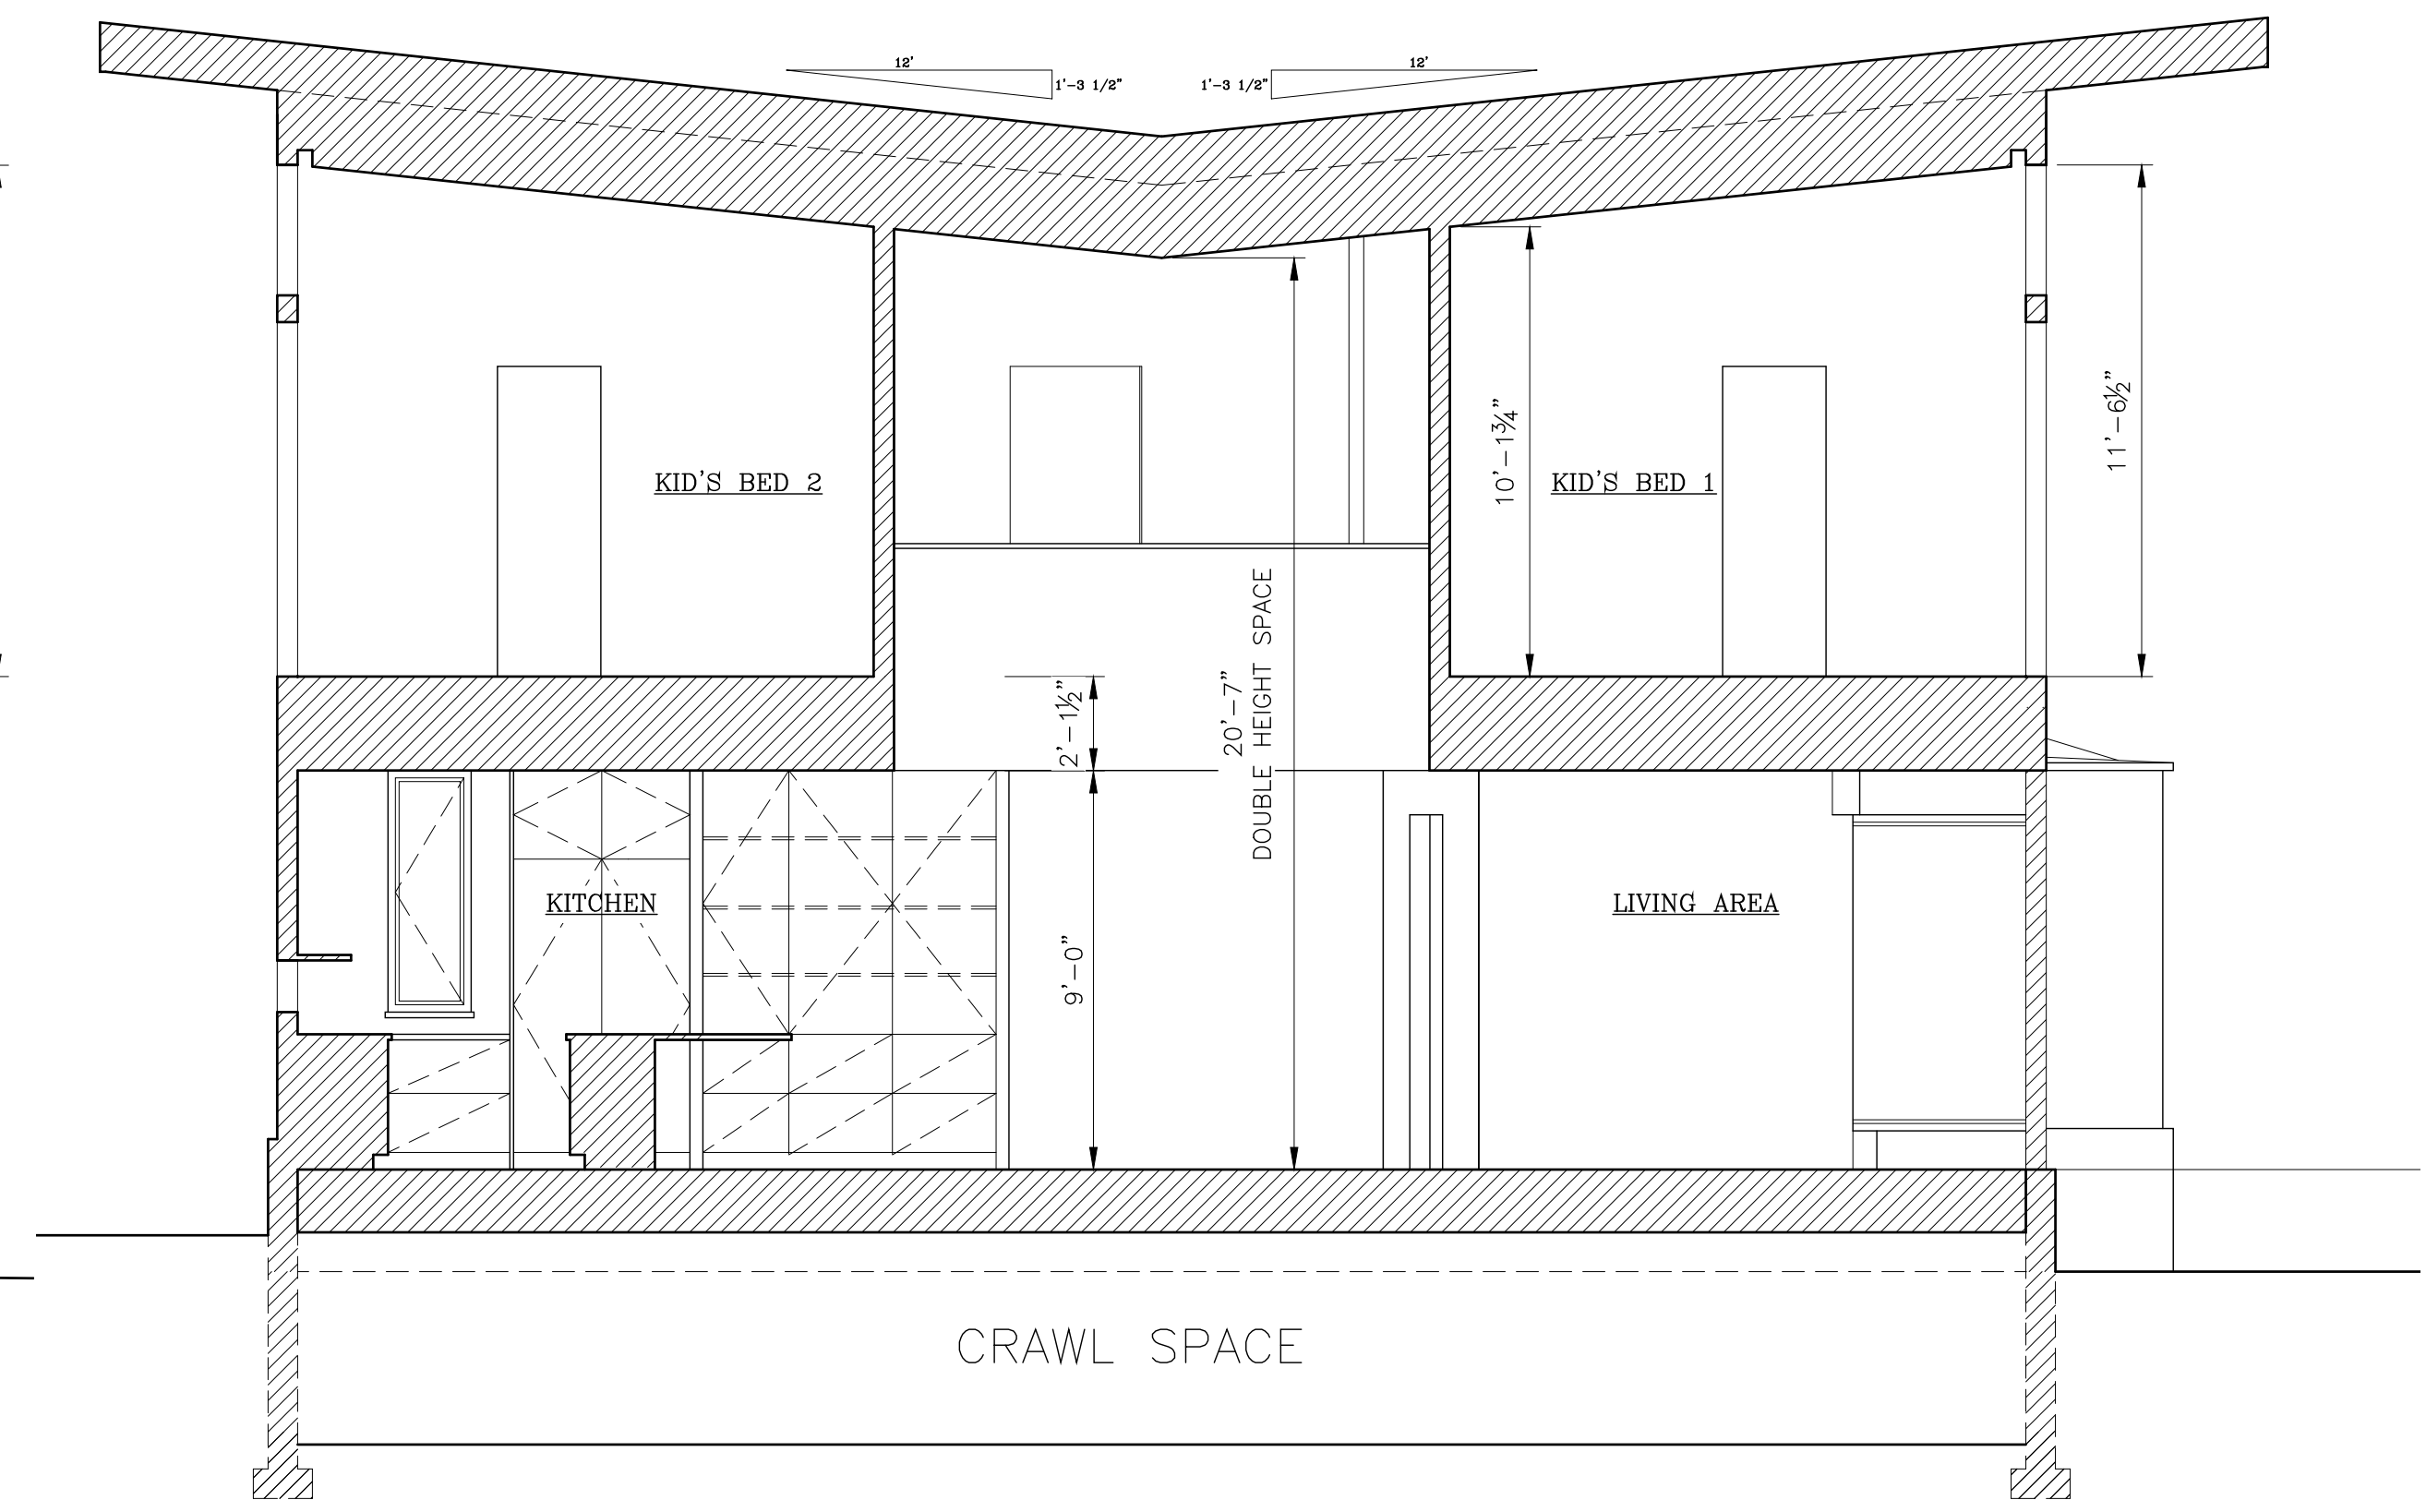 12'
1'-3 1/2"
12'
1'-3 1/2"
11'-6½"
10'-1¾"
KID'S BED 2
KID'S BED 1
2'-1½"
20'-7"
DOUBLE HEIGHT SPACE
KITCHEN
LIVING AREA
9'-0"
CRAWL SPACE